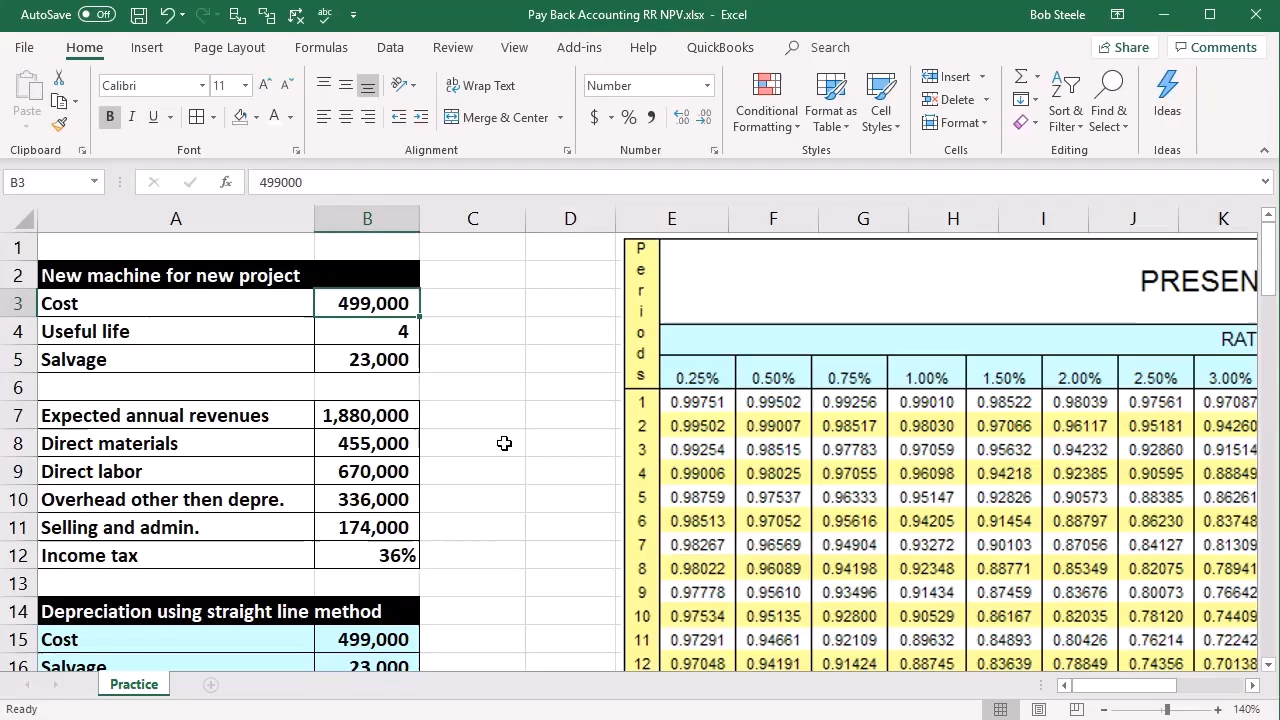 AutoSave Off Pay Back Accounting RR NPV.xlsx - Excel Bob Steele
File Home Insert Page Layout Formulas Data Review View Add-ins Help QuickBooks Search Share Comments
Paste Calibri 11 Wrap Text Number Conditional Formatting Format as Table Cell Styles Insert Sort & Filter Find & Select Ideas
B I U Merge & Center $ % Delete
Format
Clipboard Font Alignment Number Styles Cells Editing Ideas
B3 fx 499000
A B C D E F G H I J K
1
2 New machine for new project
3 Cost 499,000
4 Useful life 4
5 Salvage 23,000
6
7 Expected annual revenues 1,880,000
8 Direct materials 455,000
9 Direct labor 670,000
10 Overhead other then depre. 336,000
11 Selling and admin. 174,000
12 Income tax 36%
13
14 Depreciation using straight line method
15 Cost 499,000
16 Salvage 23,000
Periods
PRESEN
RAT
0.25% 0.50% 0.75% 1.00% 1.50% 2.00% 2.50% 3.00%
1 0.99751 0.99502 0.99256 0.99010 0.98522 0.98039 0.97561 0.97087
2 0.99502 0.99007 0.98517 0.98030 0.97066 0.96117 0.95181 0.94260
3 0.99254 0.98515 0.97783 0.97059 0.95632 0.94232 0.92860 0.91514
4 0.99006 0.98025 0.97055 0.96098 0.94218 0.92385 0.90595 0.88849
5 0.98759 0.97537 0.96333 0.95147 0.92826 0.90573 0.88385 0.86261
6 0.98513 0.97052 0.95616 0.94205 0.91454 0.88797 0.86230 0.83748
7 0.98267 0.96569 0.94904 0.93272 0.90103 0.87056 0.84127 0.81309
8 0.98022 0.96089 0.94198 0.92348 0.88771 0.85349 0.82075 0.78941
9 0.97778 0.95610 0.93496 0.91434 0.87459 0.83676 0.80073 0.76642
10 0.97534 0.95135 0.92800 0.90529 0.86167 0.82035 0.78120 0.74409
11 0.97291 0.94661 0.92109 0.89632 0.84893 0.80426 0.76214 0.72242
12 0.97048 0.94191 0.91424 0.88745 0.83639 0.78849 0.74356 0.70138
Practice
Ready 140%